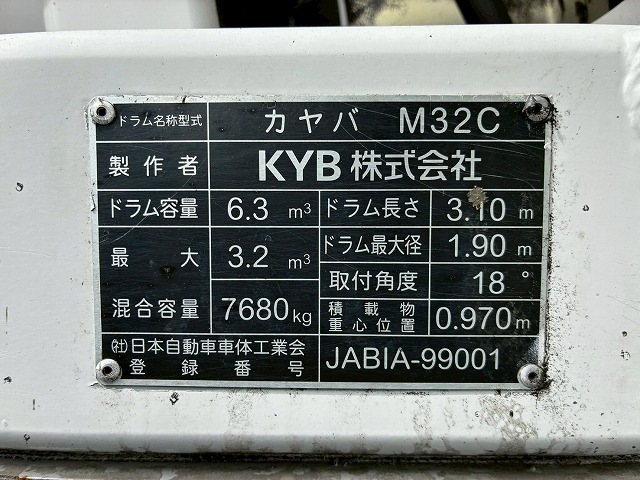 ドラム名称型式 カヤバ M32C
製作者 KYB株式会社
ドラム容量 6.3 m³ ドラム長さ 3.10 m
最大 3.2 m³ ドラム最大径 1.90 m
混合容量 7680kg 取付角度 18°
積載物重心位置 0.970m
(社)日本自動車車体工業会
登録番号 JABIA-99001